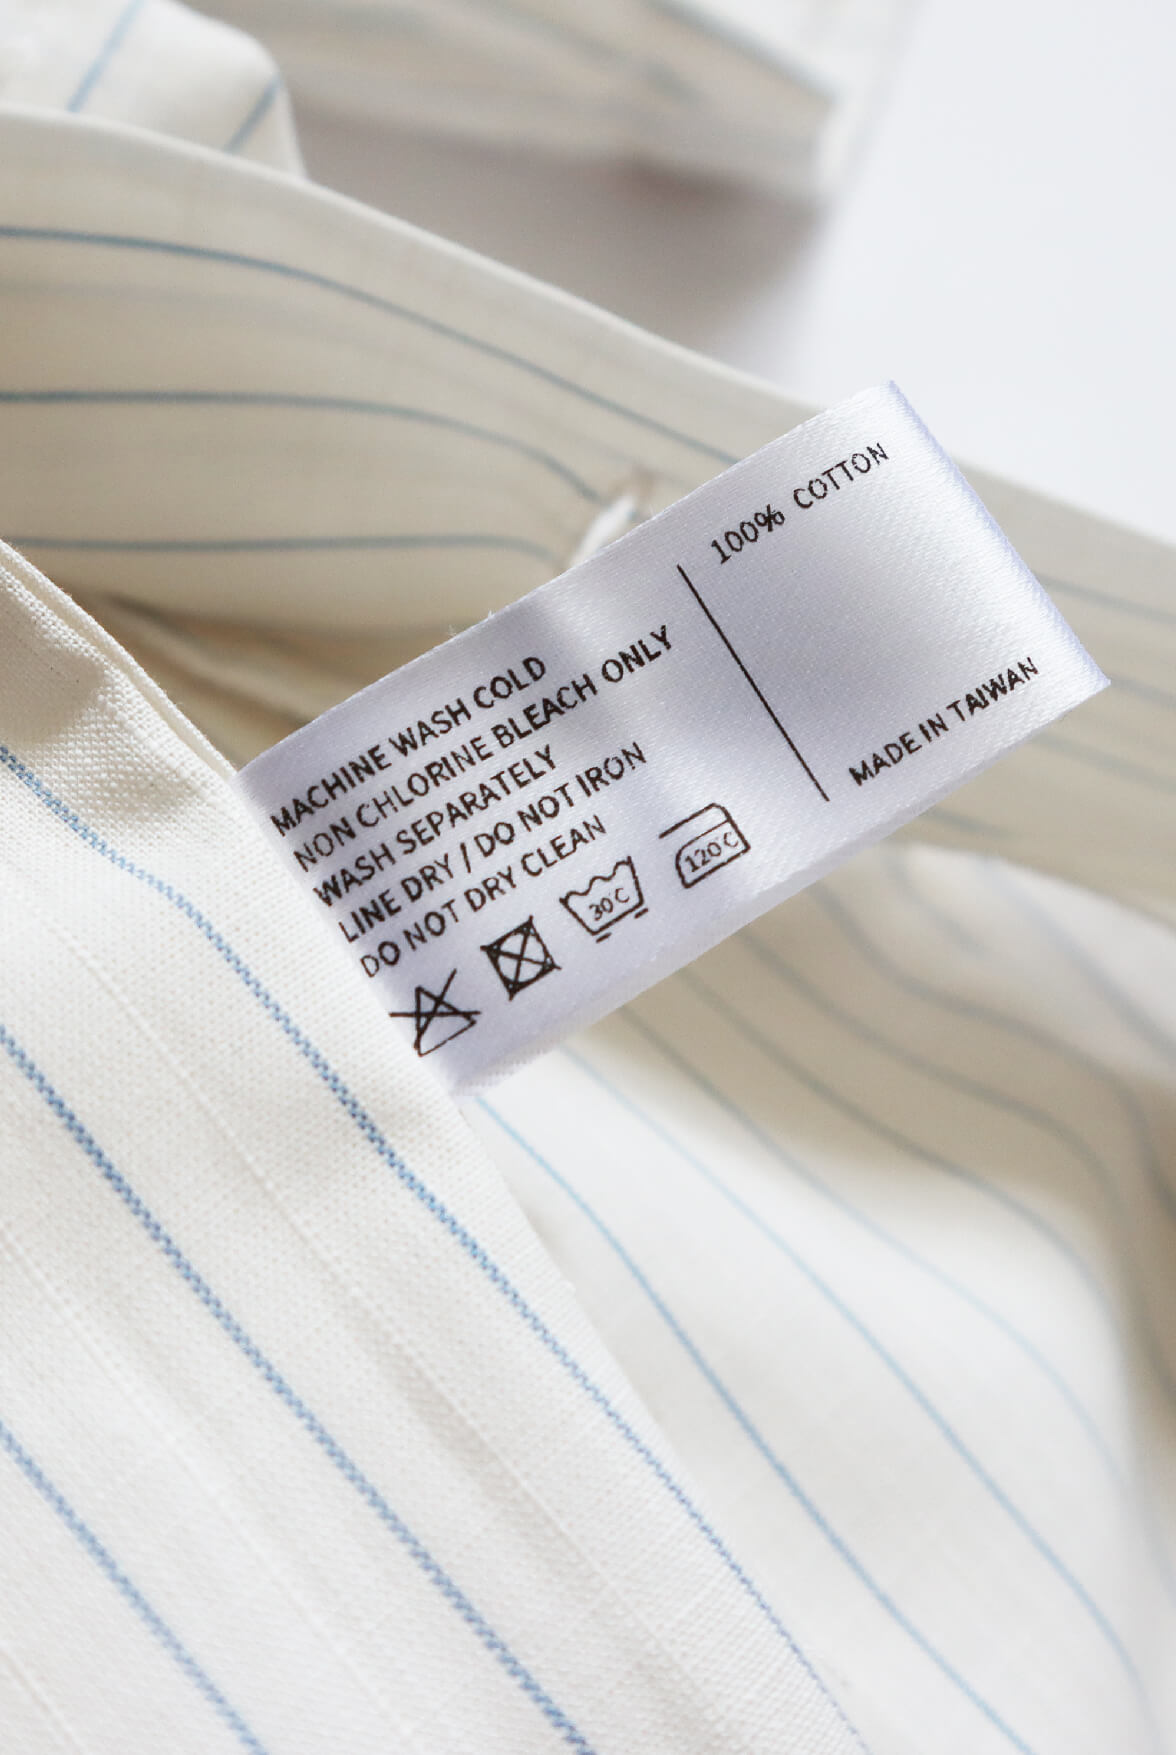 MACHINE WASH COLD
NON CHLORINE BLEACH ONLY
WASH SEPARATELY
LINE DRY / DO NOT IRON
DO NOT DRY CLEAN
30°C
120°C
100% COTTON
MADE IN TAIWAN